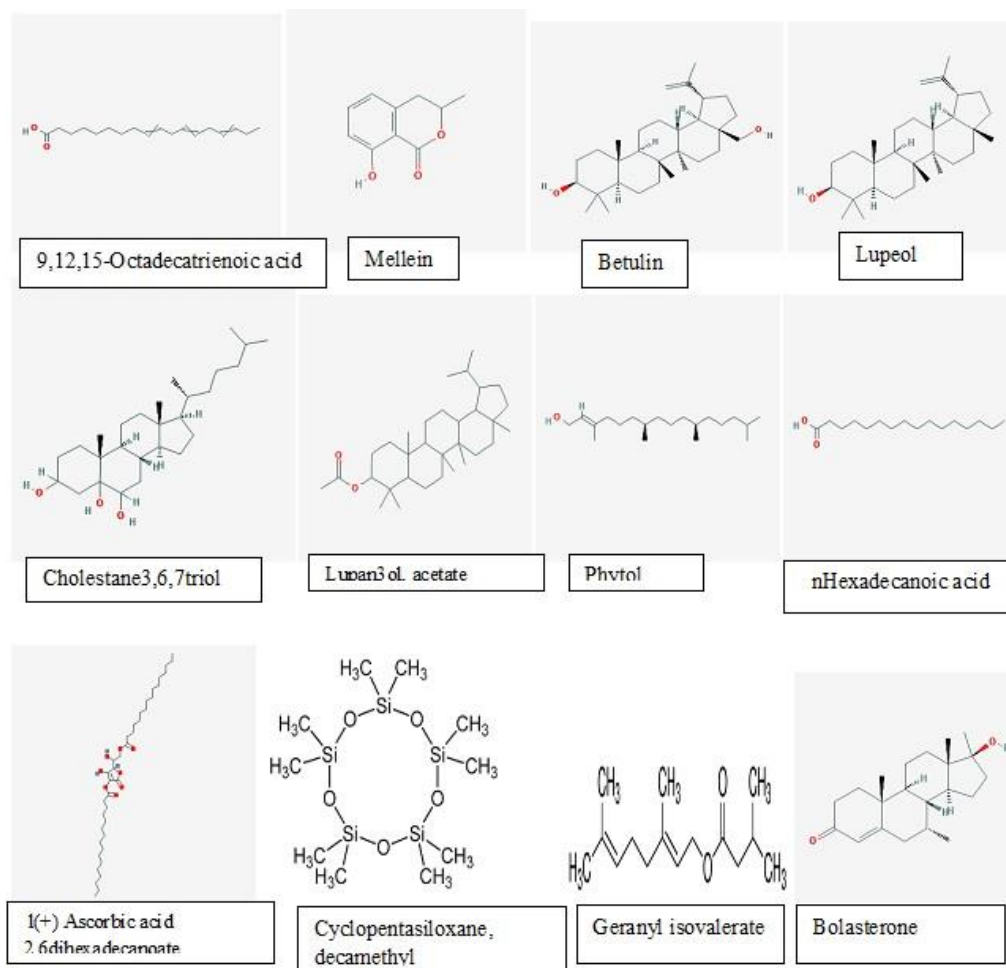 9,12,15-Octadecatrienoic acid
Mellein
Betulin
Lupeol
Cholestane3,6,7triol
Lupan3ol. acetate
Phytol
nHexadecanoic acid
H₃C CH₃
H₃C Si CH₃
O O
H₃C Si Si CH₃
H₃C CH₃
O O
H₃C Si O Si CH₃
H₃C CH₃
CH₃ CH₃ O CH₃
H₃C O CH₃
1(+) Ascorbic acid
2,6dihexadecanoate
Cyclopentasiloxane,
decamethyl
Geranyl isovalerate
Bolasterone